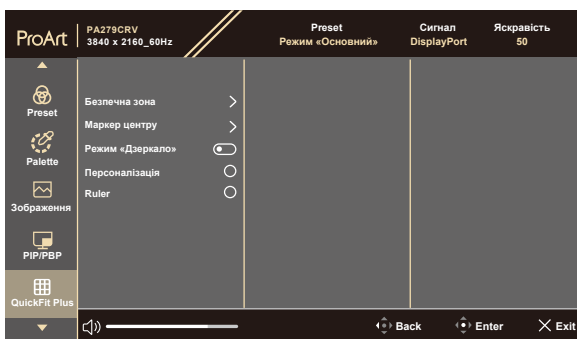 ProArt
PA279CRV
3840 x 2160_60Hz
Preset
Режим «Основний»
Сигнал
DisplayPort
Яскравість
50
Preset
Palette
Зображення
PIP/PBP
QuickFit Plus
Безпечна зона
Маркер центру
Режим «Дзеркало»
Персоналізація
Ruler
Back
Enter
Exit